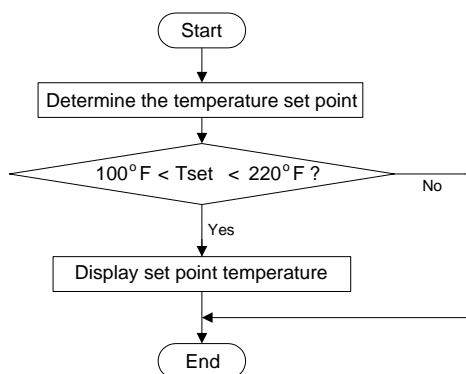 Start
Determine the temperature set point
100°F < Tset < 220°F ?
No
Yes
Display set point temperature
End